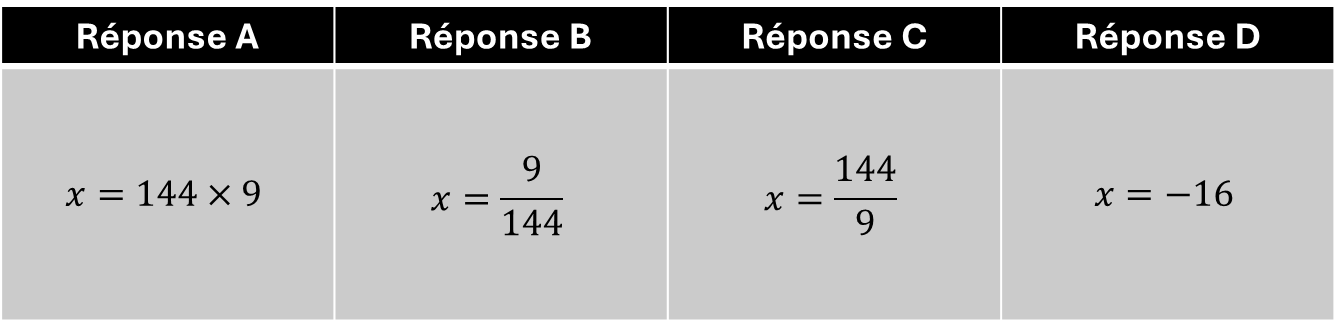 Réponse A Réponse B Réponse C Réponse D
x = 144 × 9 x = 9/144 x = 144/9 x = −16